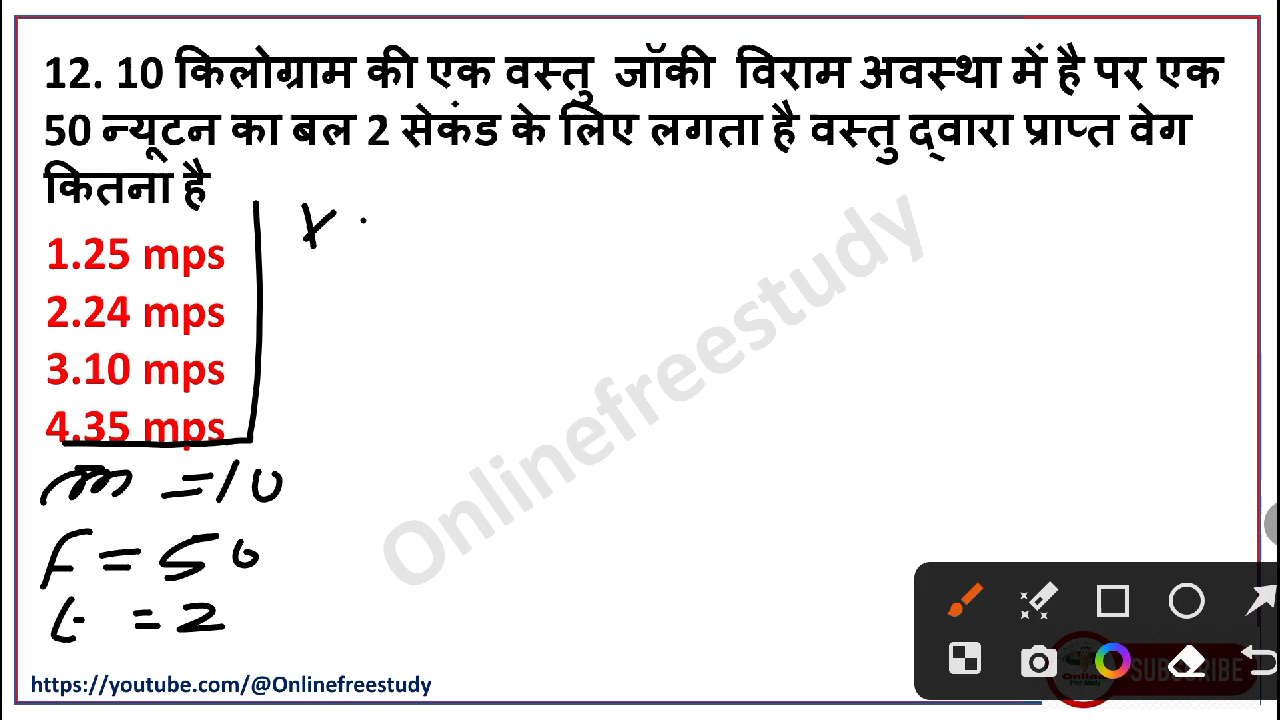 12. 10 किलोग्राम की एक वस्तु जॉकी विराम अवस्था में है पर एक
50 न्यूटन का बल 2 सेकंड के लिए लगता है वस्तु द्वारा प्राप्त वेग
कितना है
1.25 mps
2.24 mps
3.10 mps
4.35 mps
m = 10
F = 50
t = 2
Onlinefreestudy
https://youtube.com/@Onlinefreestudy
SUBSCRIBE